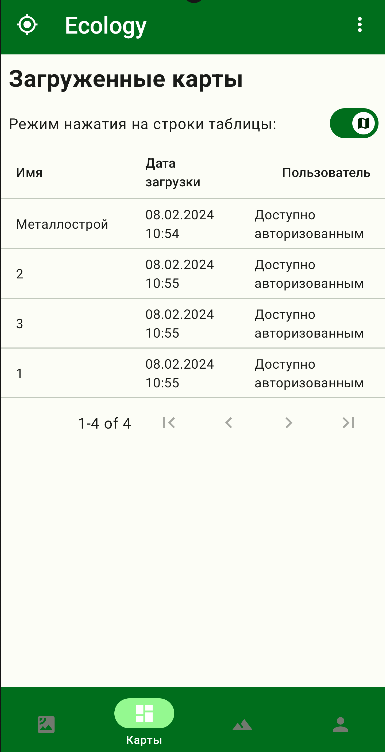 Ecology
Загруженные карты
Режим нажатия на строки таблицы:
Имя
Дата
загрузки
Пользователь
Металлострой
08.02.2024
10:54
Доступно
авторизованным
2
08.02.2024
10:55
Доступно
авторизованным
3
08.02.2024
10:55
Доступно
авторизованным
1
08.02.2024
10:55
Доступно
авторизованным
1-4 of 4
Карты